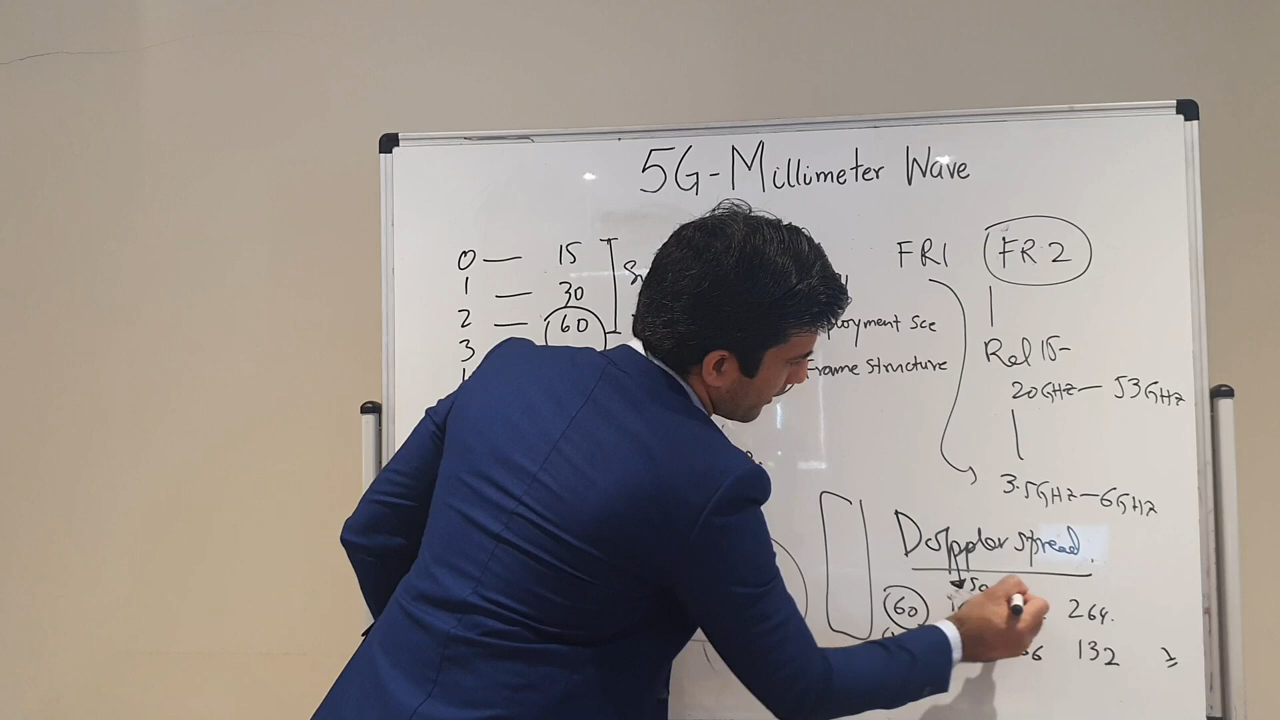 5G-Millimeter Wave
0 — 15
1 — 30
2 — 60
3
FR1 FR2
Sce
Frame Structure
Rel 15-
20GHz — 53GHz
3.5GHz — 6GHz
Doppler spread.
60 264.
132